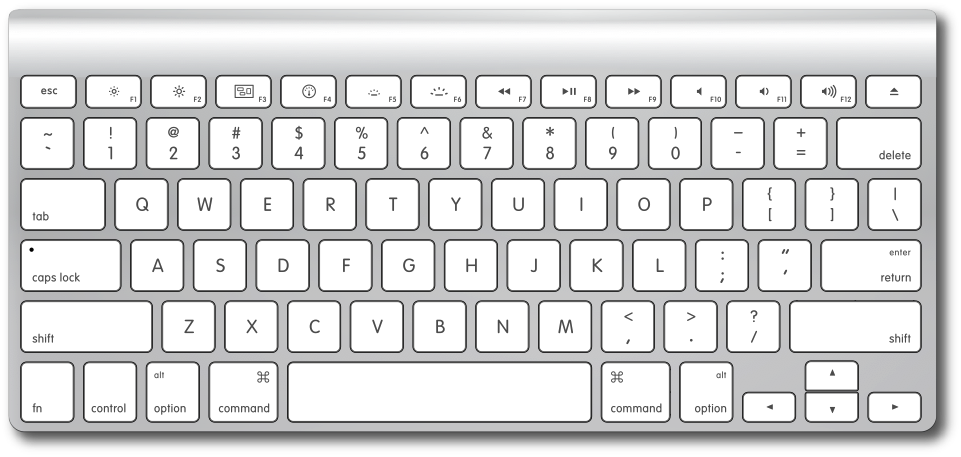 esc F1 F2 F3 F4 F5 F6 F7 F8 F9 F10 F11 F12
~ ! @ # $ % ^ & * ( ) – +
` 1 2 3 4 5 6 7 8 9 0 - = delete
tab Q W E R T Y U I O P { [ } ] | \
caps lock A S D F G H J K L : ; " ' enter return
shift Z X C V B N M < , > . ? / shift
fn control alt option ⌘ command ⌘ command alt option